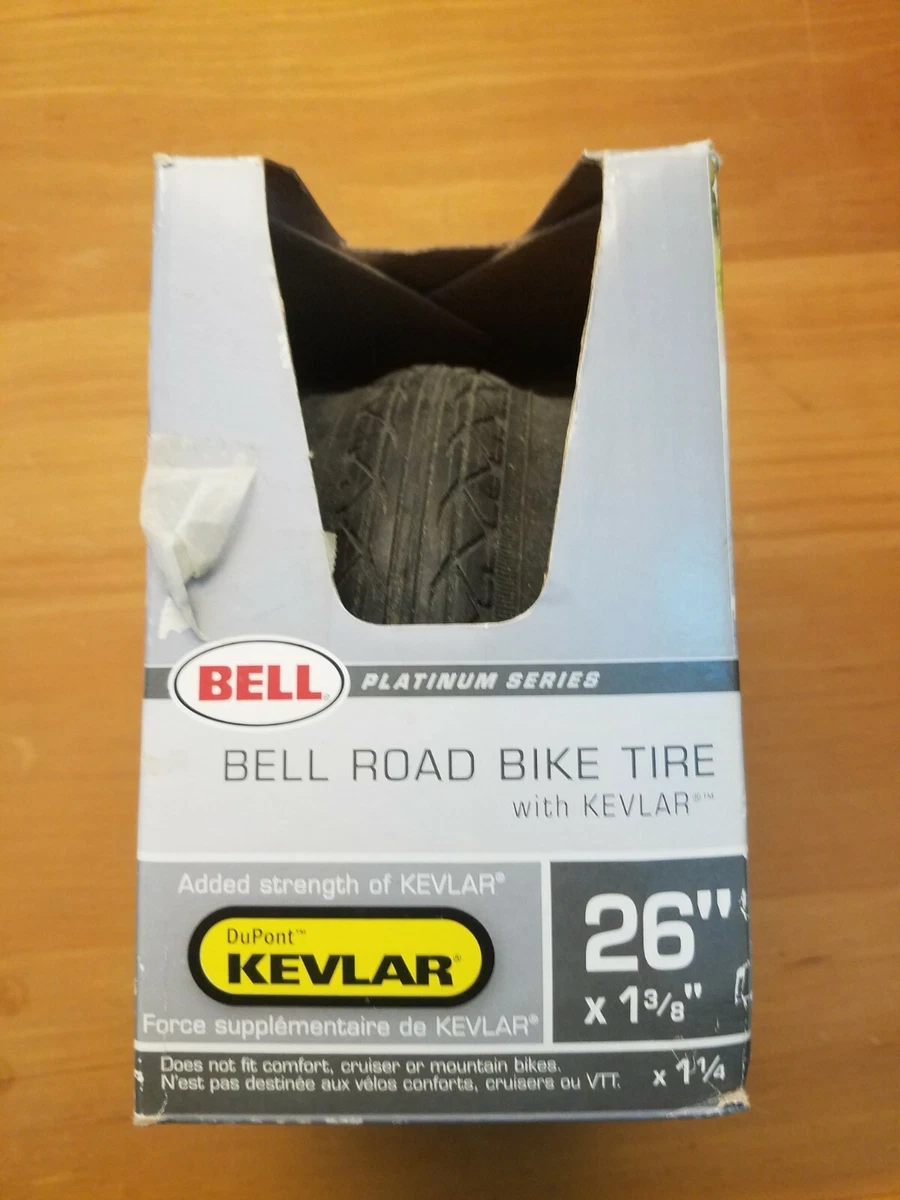 BELL®
PLATINUM SERIES
BELL ROAD BIKE TIRE
with KEVLAR®™
Added strength of KEVLAR®
DuPont™
KEVLAR®
Force supplémentaire de KEVLAR®
26"
x 1 3/8"
Does not fit comfort, cruiser or mountain bikes.
N'est pas destinée aux vélos conforts, cruisers ou VTT.
x 1 1/4